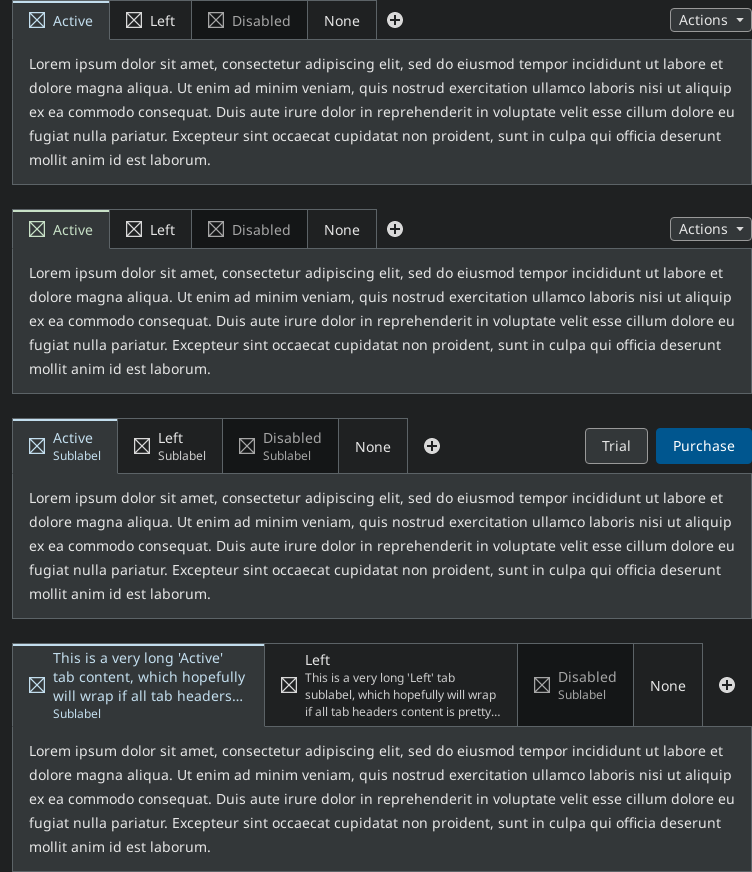 Active Left Disabled None Actions
Lorem ipsum dolor sit amet, consectetur adipiscing elit, sed do eiusmod tempor incididunt ut labore et
dolore magna aliqua. Ut enim ad minim veniam, quis nostrud exercitation ullamco laboris nisi ut aliquip
ex ea commodo consequat. Duis aute irure dolor in reprehenderit in voluptate velit esse cillum dolore eu
fugiat nulla pariatur. Excepteur sint occaecat cupidatat non proident, sunt in culpa qui officia deserunt
mollit anim id est laborum.
Active Left Disabled None Actions
Lorem ipsum dolor sit amet, consectetur adipiscing elit, sed do eiusmod tempor incididunt ut labore et
dolore magna aliqua. Ut enim ad minim veniam, quis nostrud exercitation ullamco laboris nisi ut aliquip
ex ea commodo consequat. Duis aute irure dolor in reprehenderit in voluptate velit esse cillum dolore eu
fugiat nulla pariatur. Excepteur sint occaecat cupidatat non proident, sunt in culpa qui officia deserunt
mollit anim id est laborum.
Active
Sublabel
Left
Sublabel
Disabled
Sublabel
None
Trial
Purchase
Lorem ipsum dolor sit amet, consectetur adipiscing elit, sed do eiusmod tempor incididunt ut labore et
dolore magna aliqua. Ut enim ad minim veniam, quis nostrud exercitation ullamco laboris nisi ut aliquip
ex ea commodo consequat. Duis aute irure dolor in reprehenderit in voluptate velit esse cillum dolore eu
fugiat nulla pariatur. Excepteur sint occaecat cupidatat non proident, sunt in culpa qui officia deserunt
mollit anim id est laborum.
This is a very long 'Active'
tab content, which hopefully
will wrap if all tab headers...
Sublabel
Left
This is a very long 'Left' tab
sublabel, which hopefully will wrap
if all tab headers content is pretty...
Disabled
Sublabel
None
Lorem ipsum dolor sit amet, consectetur adipiscing elit, sed do eiusmod tempor incididunt ut labore et
dolore magna aliqua. Ut enim ad minim veniam, quis nostrud exercitation ullamco laboris nisi ut aliquip
ex ea commodo consequat. Duis aute irure dolor in reprehenderit in voluptate velit esse cillum dolore eu
fugiat nulla pariatur. Excepteur sint occaecat cupidatat non proident, sunt in culpa qui officia deserunt
mollit anim id est laborum.